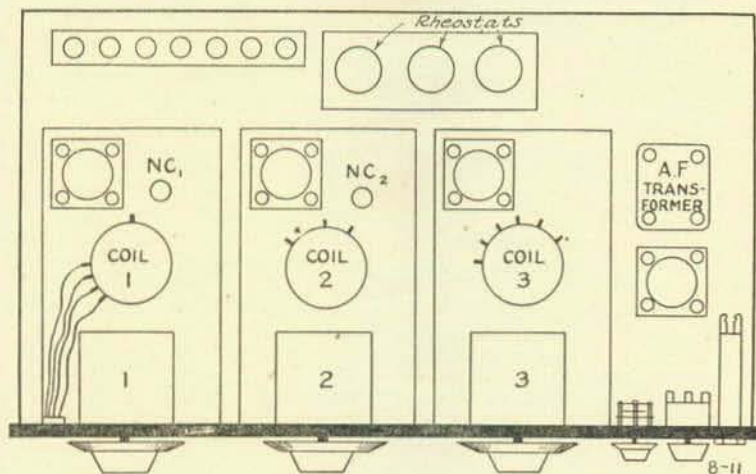 Rheostats
NC1
NC2
A.F
TRANS-
FORMER
COIL
1
COIL
2
COIL
3
1
2
3
8-11